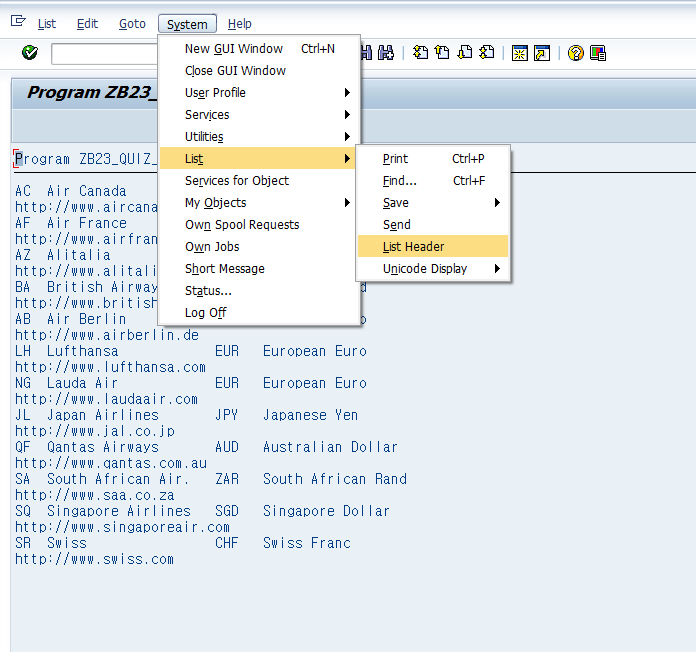 List Edit Goto System Help
Program ZB23_
Program ZB23_QUIZ_
New GUI Window Ctrl+N
Close GUI Window
User Profile
Services
Utilities
List
Services for Object
My Objects
Own Spool Requests
Own Jobs
Short Message
Status...
Log Off
Print Ctrl+P
Find... Ctrl+F
Save
Send
List Header
Unicode Display
AC Air Canada
http://www.aircana
AF Air France
http://www.airfran
AZ Alitalia
http://www.alitali
BA British Airway
http://www.british
AB Air Berlin
http://www.airberlin.de
LH Lufthansa EUR European Euro
http://www.lufthansa.com
NG Lauda Air EUR European Euro
http://www.laudaair.com
JL Japan Airlines JPY Japanese Yen
http://www.jal.co.jp
QF Qantas Airways AUD Australian Dollar
http://www.qantas.com.au
SA South African Air. ZAR South African Rand
http://www.saa.co.za
SQ Singapore Airlines SGD Singapore Dollar
http://www.singaporeair.com
SR Swiss CHF Swiss Franc
http://www.swiss.com